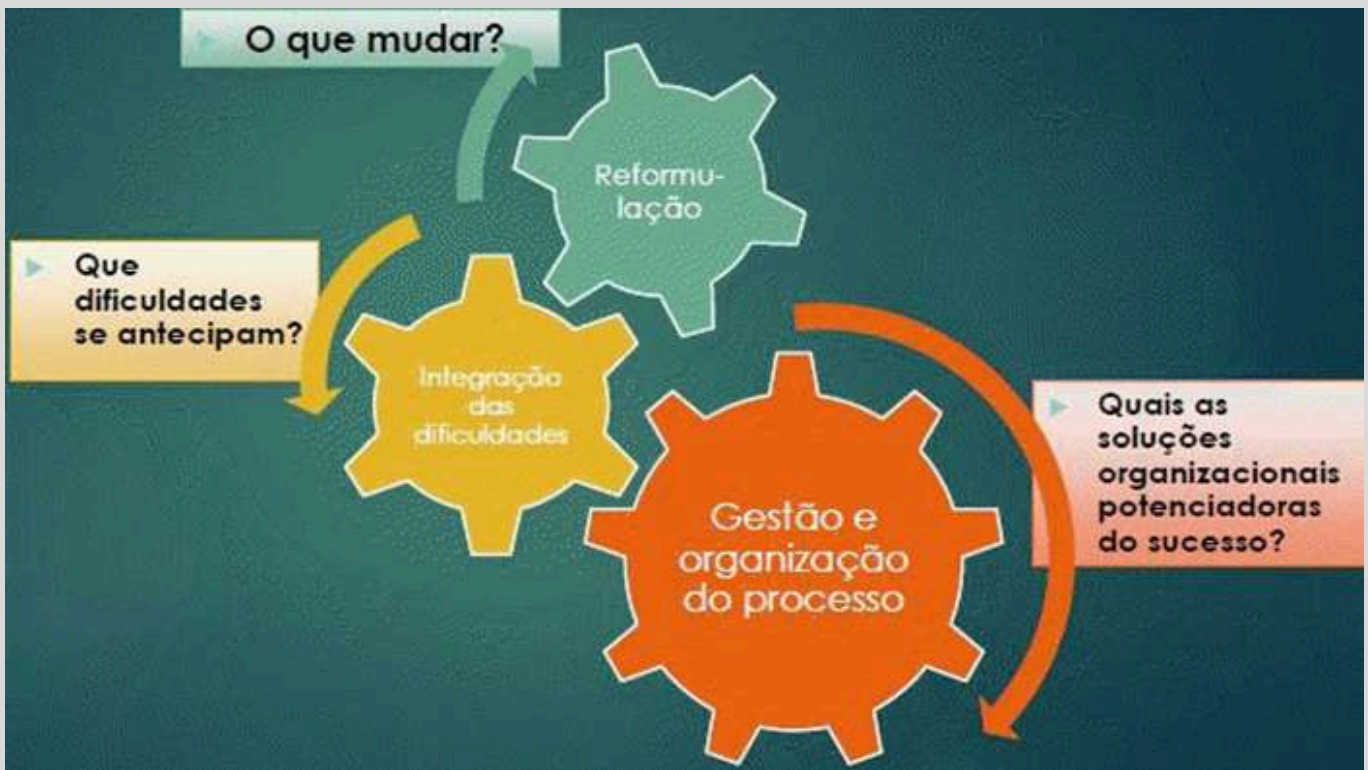 O que mudar?
Reformu-
lação
Que
dificuldades
se antecipam?
Integração
das
dificuldades
Quais as
soluções
organizacionais
potenciadoras
do sucesso?
Gestão e
organização
do processo